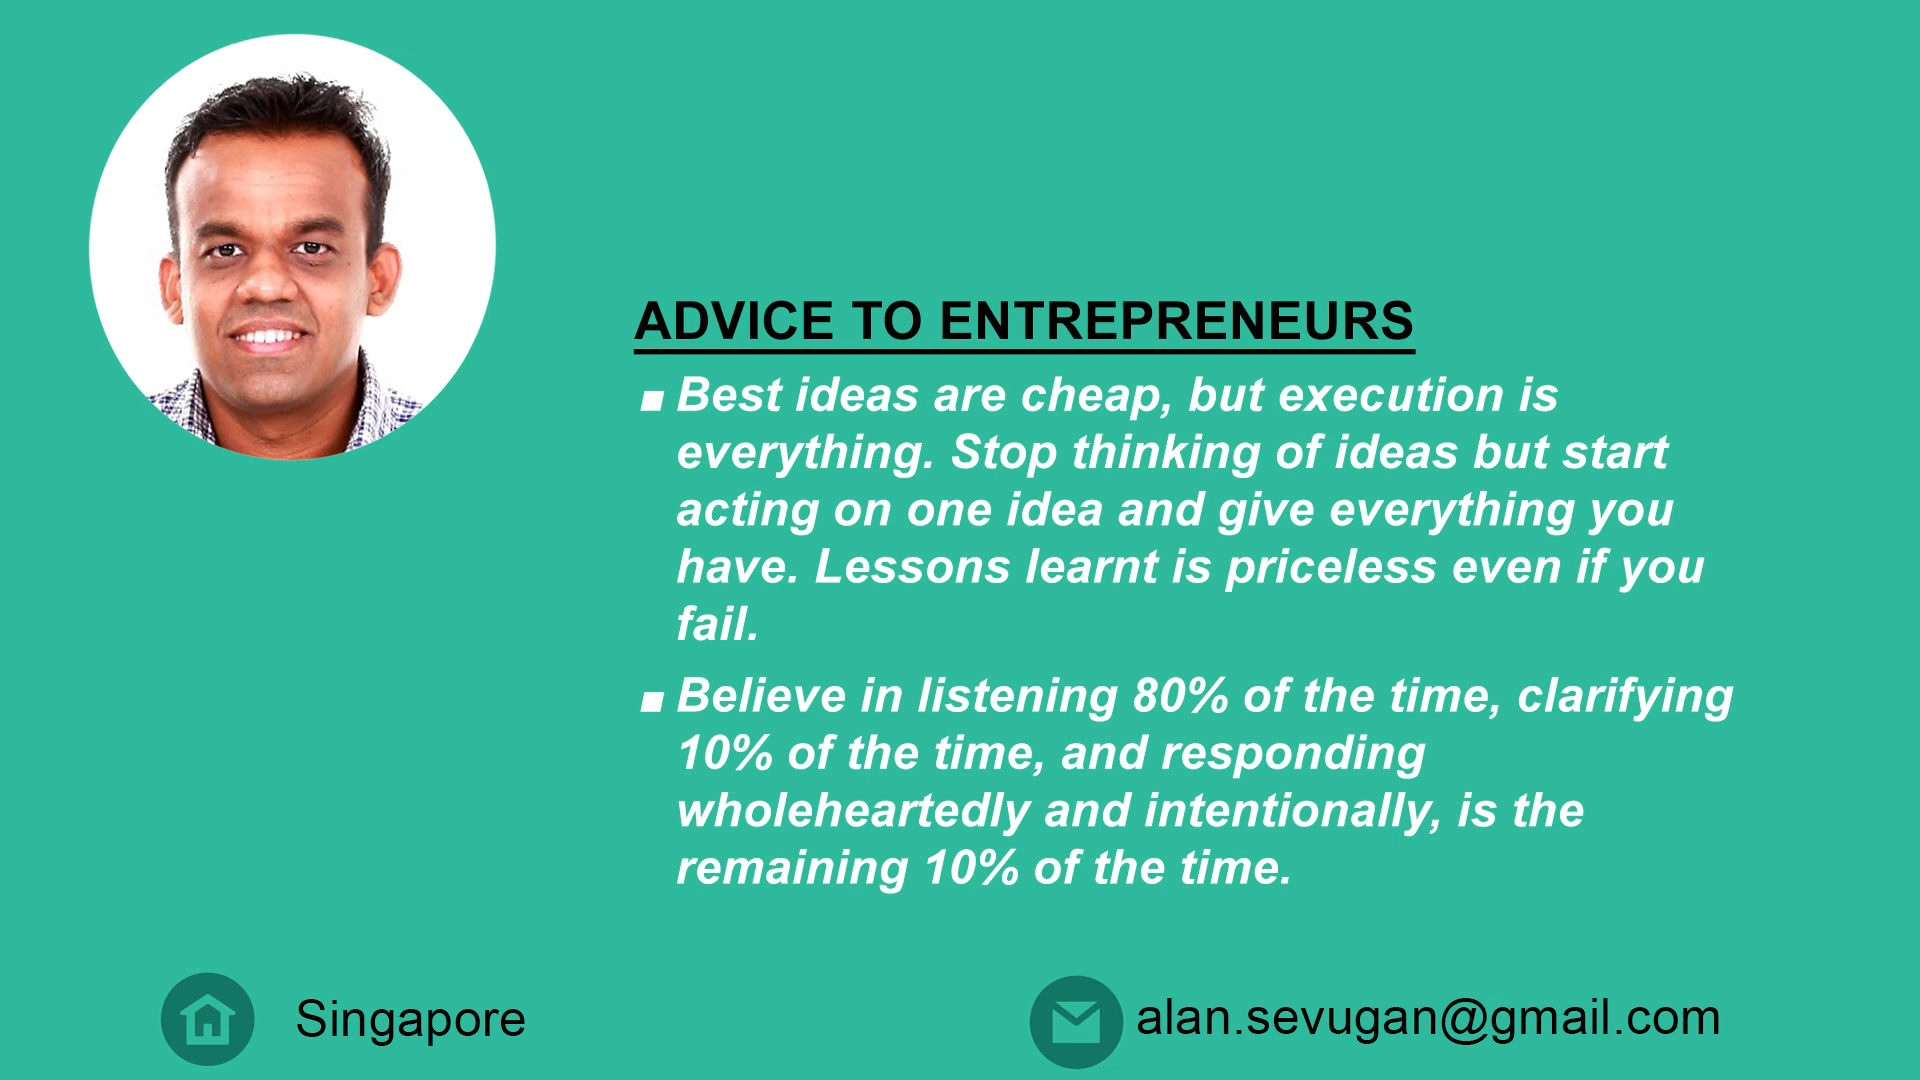 ADVICE TO ENTREPRENEURS
▪ Best ideas are cheap, but execution is
everything. Stop thinking of ideas but start
acting on one idea and give everything you
have. Lessons learnt is priceless even if you
fail.
▪ Believe in listening 80% of the time, clarifying
10% of the time, and responding
wholeheartedly and intentionally, is the
remaining 10% of the time.
Singapore
alan.sevugan@gmail.com